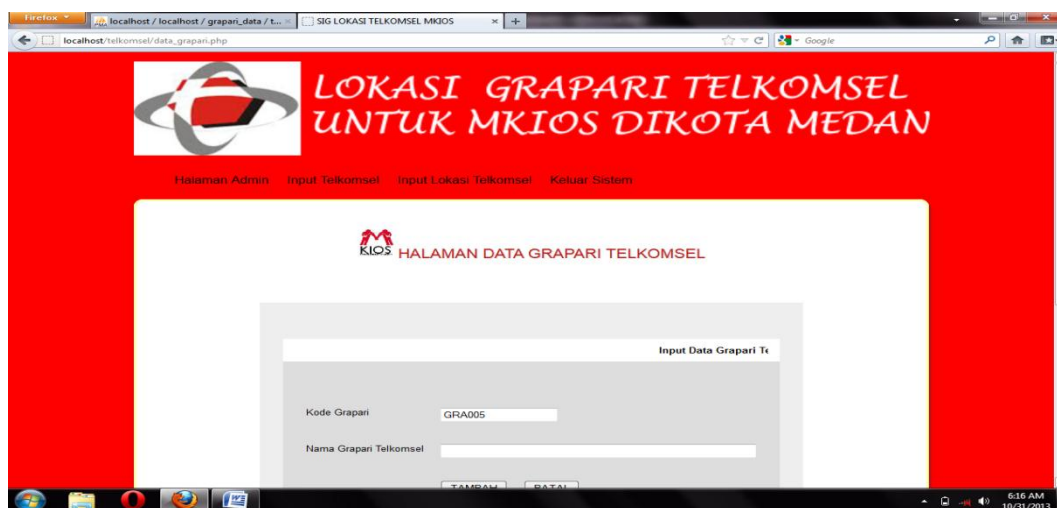 Firefox
localhost / localhost / grapari_data / t...
SIG LOKASI TELKOMSEL MKIOS
localhost/telkomsel/data_grapari.php
Google
LOKASI GRAPARI TELKOMSEL
UNTUK MKIOS DIKOTA MEDAN
Halaman Admin Input Telkomsel Input Lokasi Telkomsel Keluar Sistem
KIOS
HALAMAN DATA GRAPARI TELKOMSEL
Input Data Grapari Te
Kode Grapari GRA005
Nama Grapari Telkomsel
TAMBAH BATAL
6:16 AM
10/31/2013